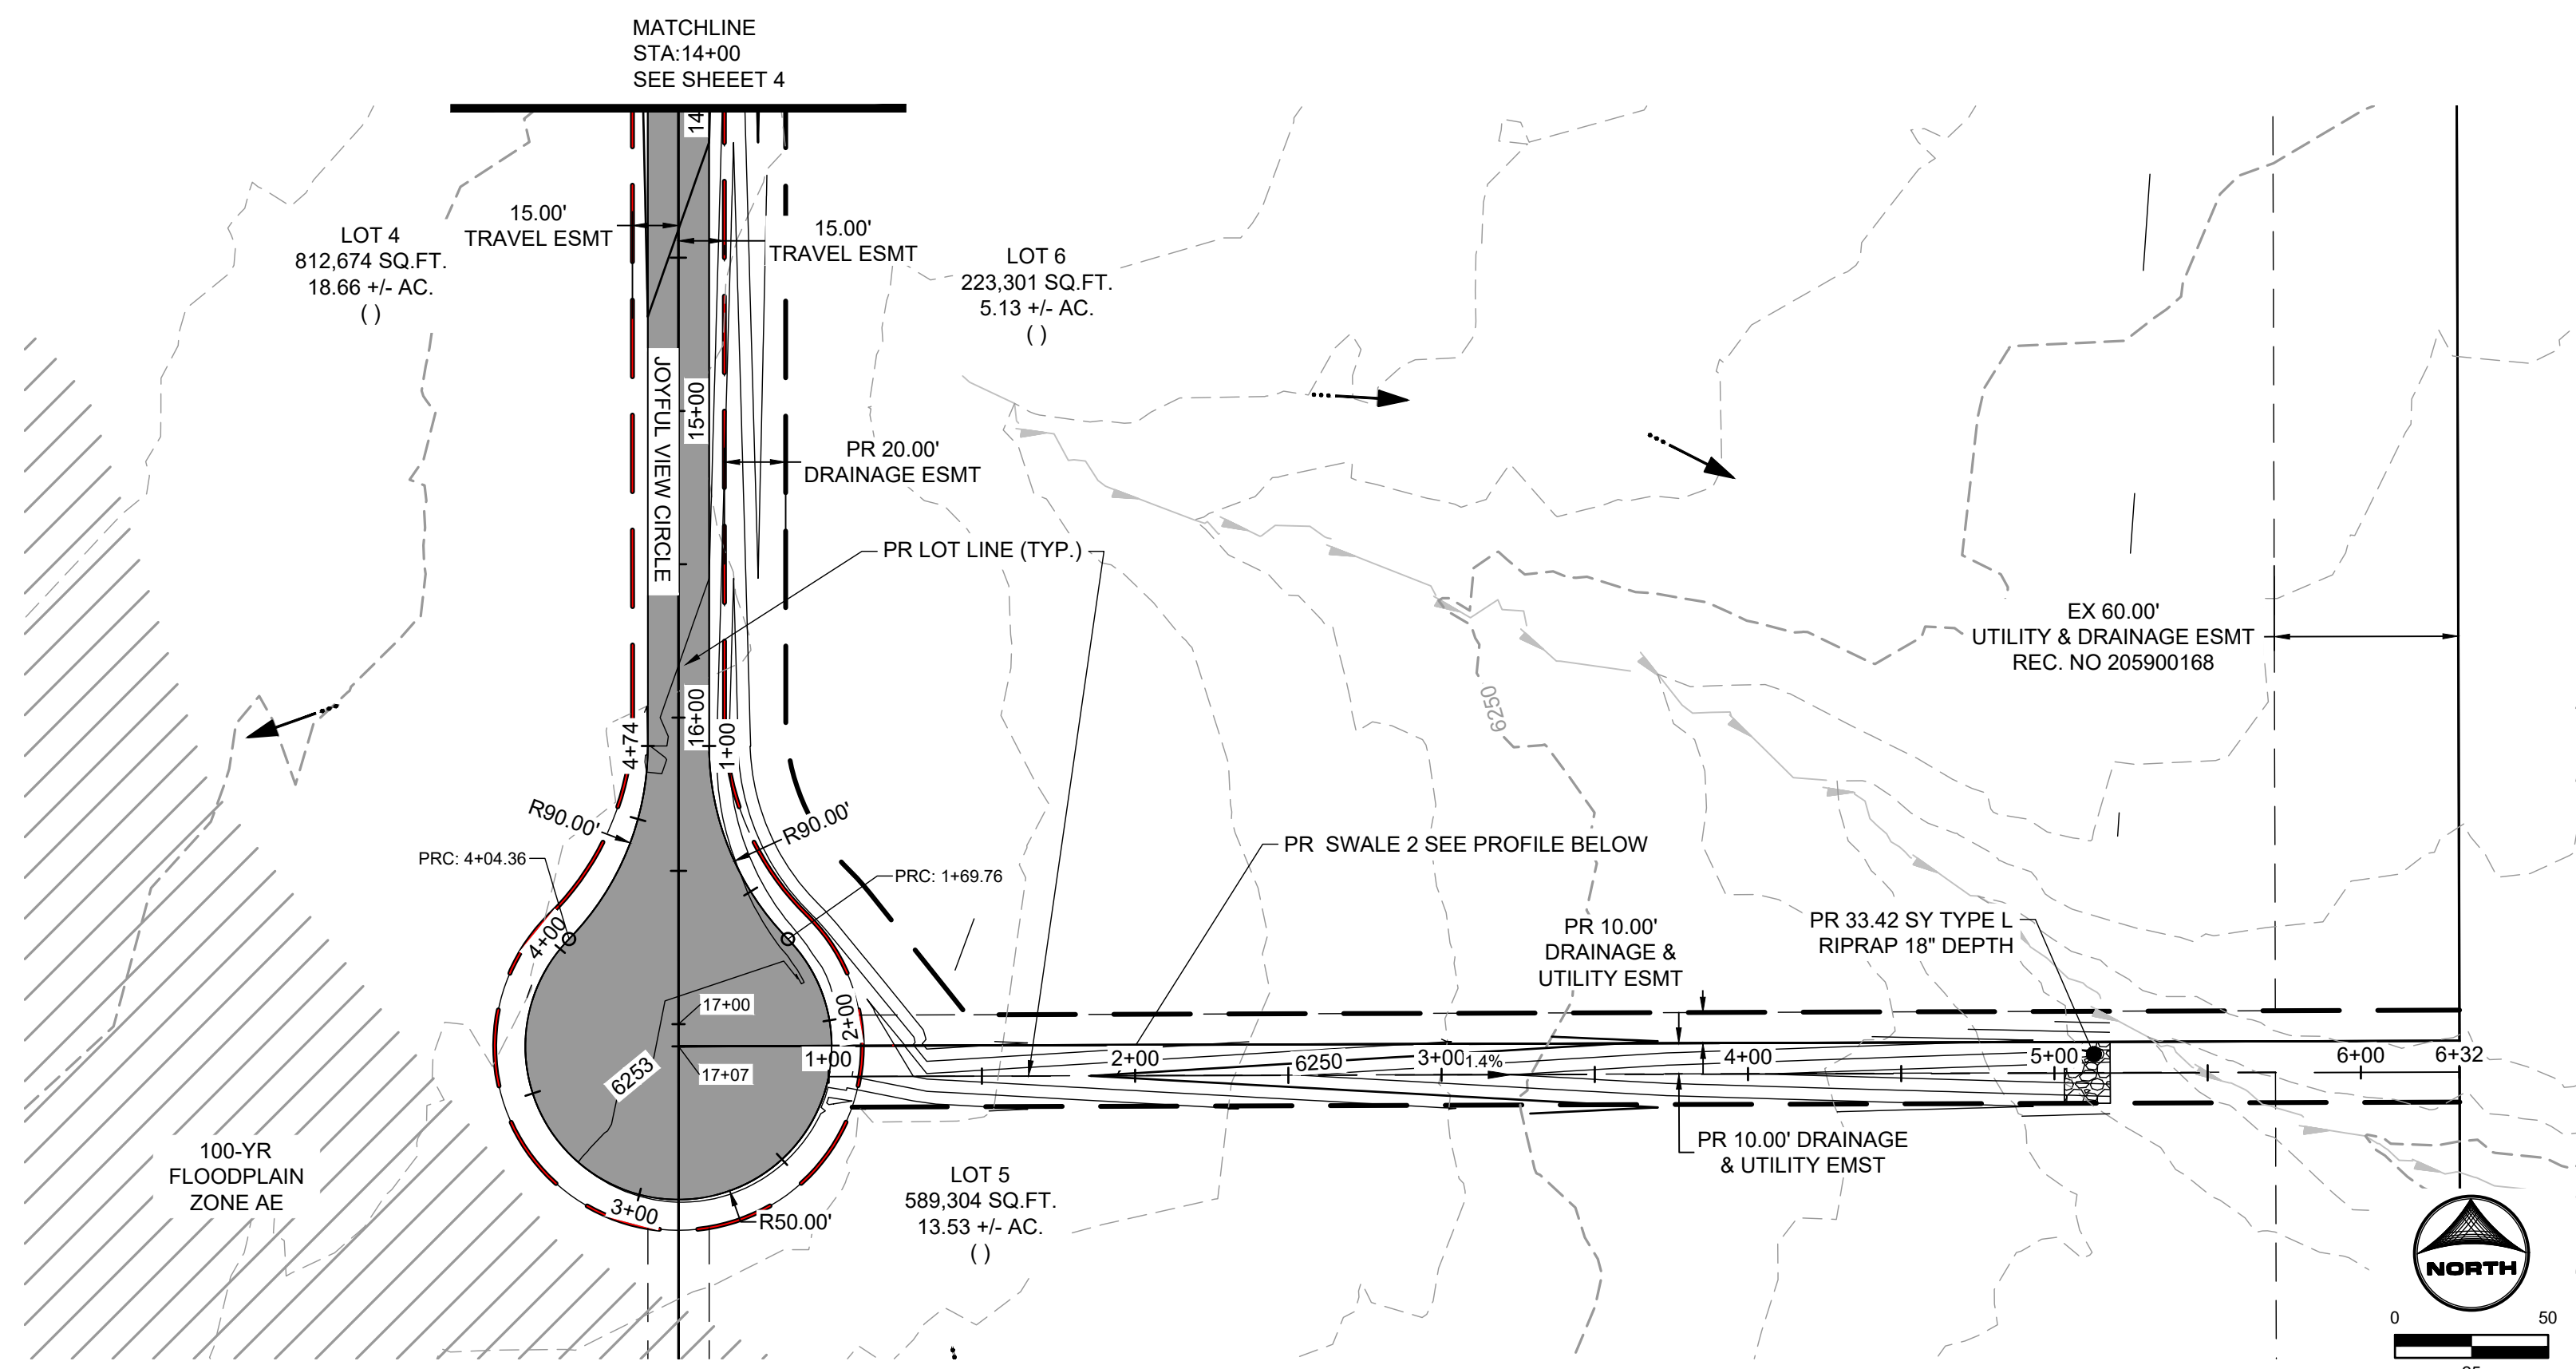 MATCHLINE
STA:14+00
SEE SHEEET 4
14
15.00'
TRAVEL ESMT
15.00'
TRAVEL ESMT
LOT 4
812,674 SQ.FT.
18.66 +/- AC.
( )
LOT 6
223,301 SQ.FT.
5.13 +/- AC.
( )
JOYFUL VIEW CIRCLE
15+00
PR 20.00'
DRAINAGE ESMT
PR LOT LINE (TYP.)
EX 60.00'
UTILITY & DRAINAGE ESMT
REC. NO 205900168
6250
16+00
4+74
1+00
R90.00'
R90.00'
PRC: 4+04.36
PRC: 1+69.76
PR SWALE 2 SEE PROFILE BELOW
PR 10.00'
DRAINAGE &
UTILITY ESMT
PR 33.42 SY TYPE L
RIPRAP 18" DEPTH
4+00
17+00
2+00
17+07
6253
1+00
2+00
6250
3+00
1.4%
4+00
5+00
6+00
6+32
PR 10.00' DRAINAGE
& UTILITY EMST
100-YR
FLOODPLAIN
ZONE AE
3+00
R50.00'
LOT 5
589,304 SQ.FT.
13.53 +/- AC.
( )
NORTH
0
50